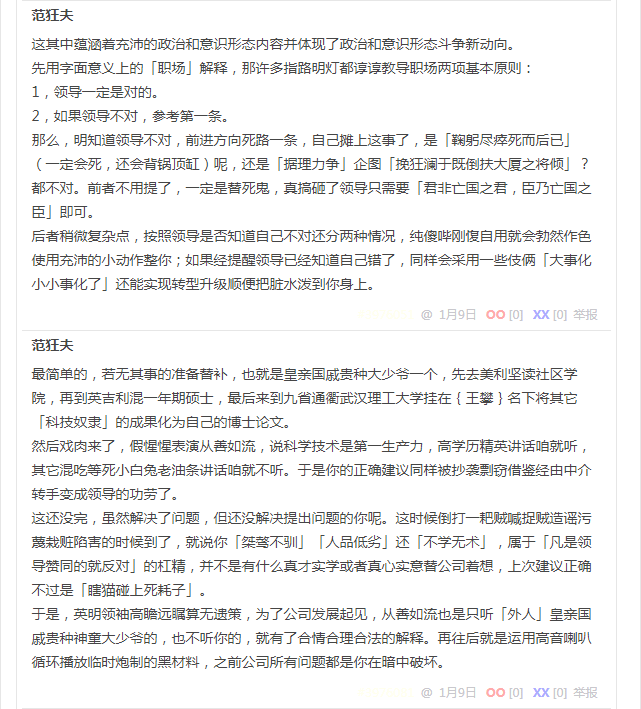 范狂夫
这其中蕴涵着充沛的政治和意识形态内容并体现了政治和意识形态斗争新动向。
先用字面意义上的「职场」解释，那许多指路明灯都谆谆教导职场两项基本原则：
1，领导一定是对的。
2，如果领导不对，参考第一条。
那么，明知道领导不对，前进方向死路一条，自己摊上这事了，是「鞠躬尽瘁死而后已」
（一定会死，还会背锅顶缸）呢，还是「据理力争」企图「挽狂澜于既倒扶大厦之将倾」？
都不对。前者不用提了，一定是替死鬼，真搞砸了领导只需要「君非亡国之君，臣乃亡国之
臣」即可。
后者稍微复杂点，按照领导是否知道自己不对还分两种情况，纯傻哔刚愎自用就会勃然作色
使用充沛的小动作整你；如果经提醒领导已经知道自己错了，同样会采用一些伎俩「大事化
小小事化了」还能实现转型升级顺便把脏水泼到你身上。
@ 1月9日 OO [0] XX [0] 举报
范狂夫
最简单的，若无其事的准备替补，也就是皇亲国戚贵种大少爷一个，先去美利坚读社区学
院，再到英吉利混一年期硕士，最后来到九省通衢武汉理工大学挂在｛王攀｝名下将其它
「科技奴隶」的成果化为自己的博士论文。
然后戏肉来了，假惺惺表演从善如流，说科学技术是第一生产力，高学历精英讲话咱就听，
其它混吃等死小白兔老油条讲话咱就不听。于是你的正确建议同样被抄袭剽窃借鉴经由中介
转手变成领导的功劳了。
这还没完，虽然解决了问题，但还没解决提出问题的你呢。这时候倒打一耙贼喊捉贼造谣污
蔑栽赃陷害的时候到了，就说你「桀骜不驯」「人品低劣」还「不学无术」，属于「凡是领
导赞同的就反对」的杠精，并不是有什么真才实学或者真心实意替公司着想，上次建议正确
不过是「瞎猫碰上死耗子」。
于是，英明领袖高瞻远瞩算无遗策，为了公司发展起见，从善如流也是只听「外人」皇亲国
戚贵种神童大少爷的，也不听你的，就有了合情合理合法的解释。再往后就是运用高音喇叭
循环播放临时炮制的黑材料，之前公司所有问题都是你在暗中破坏。
@ 1月9日 OO [0] XX [0] 举报